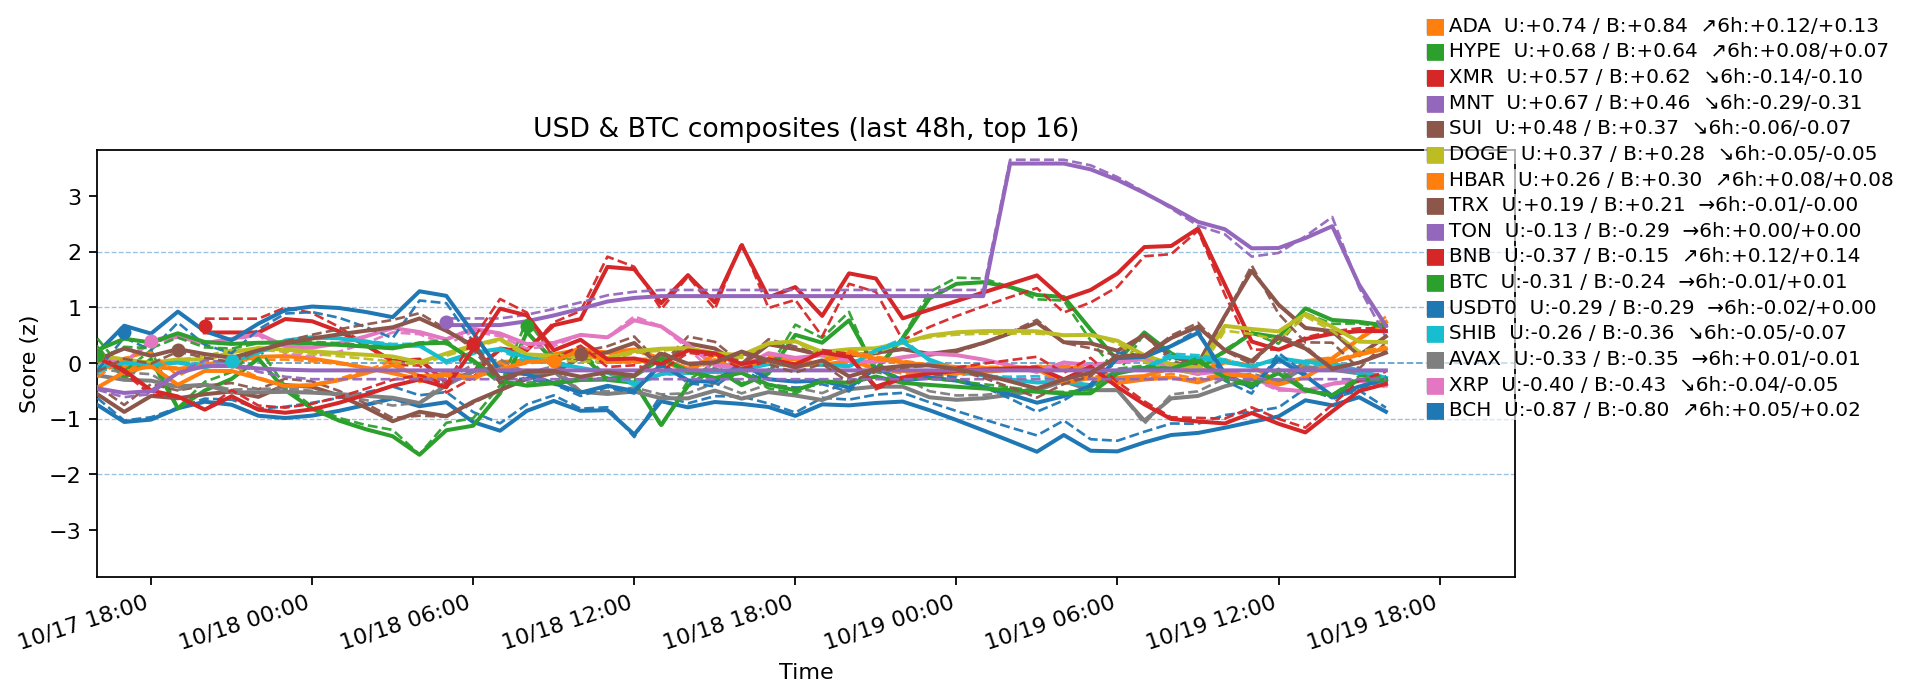 ADA U:+0.74 / B:+0.84 ↗6h:+0.12/+0.13
HYPE U:+0.68 / B:+0.64 ↗6h:+0.08/+0.07
XMR U:+0.57 / B:+0.62 ↘6h:-0.14/-0.10
MNT U:+0.67 / B:+0.46 ↘6h:-0.29/-0.31
SUI U:+0.48 / B:+0.37 ↘6h:-0.06/-0.07
DOGE U:+0.37 / B:+0.28 ↘6h:-0.05/-0.05
HBAR U:+0.26 / B:+0.30 ↗6h:+0.08/+0.08
TRX U:+0.19 / B:+0.21 →6h:-0.01/-0.00
TON U:-0.13 / B:-0.29 →6h:+0.00/+0.00
BNB U:-0.37 / B:-0.15 ↗6h:+0.12/+0.14
BTC U:-0.31 / B:-0.24 →6h:-0.01/+0.01
USDT0 U:-0.29 / B:-0.29 →6h:-0.02/+0.00
SHIB U:-0.26 / B:-0.36 ↘6h:-0.05/-0.07
AVAX U:-0.33 / B:-0.35 →6h:+0.01/-0.01
XRP U:-0.40 / B:-0.43 ↘6h:-0.04/-0.05
BCH U:-0.87 / B:-0.80 ↗6h:+0.05/+0.02
USD & BTC composites (last 48h, top 16)
Score (z)
3
2
1
0
−1
−2
−3
10/17 18:00
10/18 00:00
10/18 06:00
10/18 12:00
10/18 18:00
10/19 00:00
10/19 06:00
10/19 12:00
10/19 18:00
Time